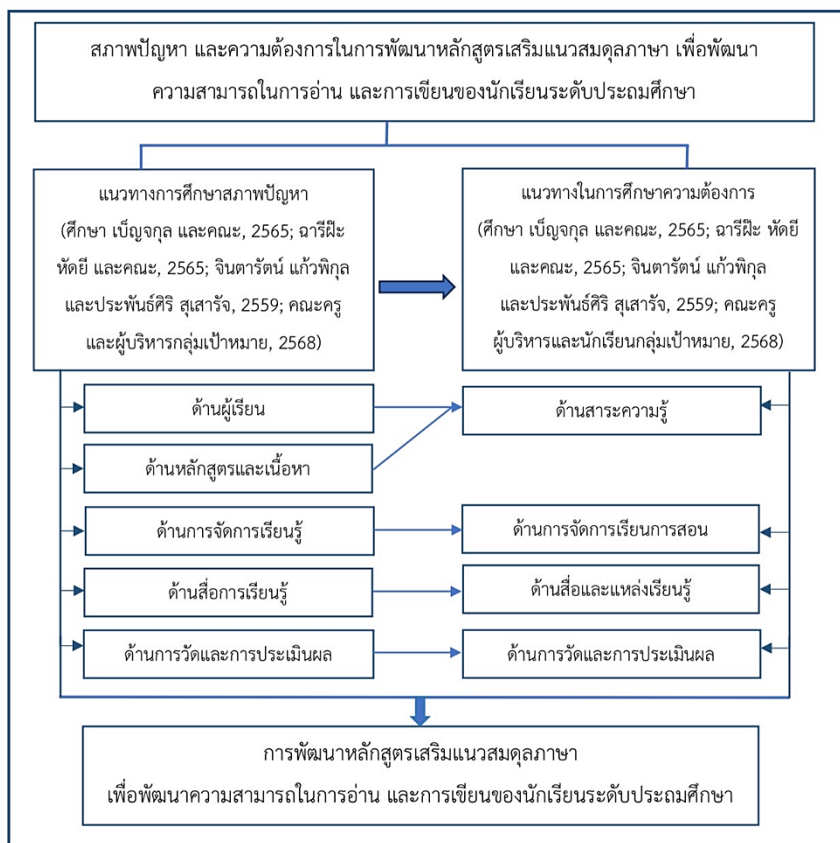 สภาพปัญหา และความต้องการในการพัฒนาหลักสูตรเสริมแนวสมดุลภาษา เพื่อพัฒนา
ความสามารถในการอ่าน และการเขียนของนักเรียนระดับประถมศึกษา
แนวทางการศึกษาสภาพปัญหา
(ศึกษา เบ็ญจกุล และคณะ, 2565; ฉารีฝ๊ะ
หัดยี และคณะ, 2565; จินตารัตน์ แก้วพิกุล
และประพันธ์ศิริ สุเสารัจ, 2559; คณะครู
และผู้บริหารกลุ่มเป้าหมาย, 2568)
แนวทางในการศึกษาความต้องการ
(ศึกษา เบ็ญจกุล และคณะ, 2565; ฉารีฝ๊ะ หัดยี
และคณะ, 2565; จินตารัตน์ แก้วพิกุล
และประพันธ์ศิริ สุเสารัจ, 2559; คณะครู
ผู้บริหารและนักเรียนกลุ่มเป้าหมาย, 2568)
ด้านผู้เรียน
ด้านสาระความรู้
ด้านหลักสูตรและเนื้อหา
ด้านการจัดการเรียนรู้
ด้านการจัดการเรียนการสอน
ด้านสื่อการเรียนรู้
ด้านสื่อและแหล่งเรียนรู้
ด้านการวัดและการประเมินผล
ด้านการวัดและการประเมินผล
การพัฒนาหลักสูตรเสริมแนวสมดุลภาษา
เพื่อพัฒนาความสามารถในการอ่าน และการเขียนของนักเรียนระดับประถมศึกษา